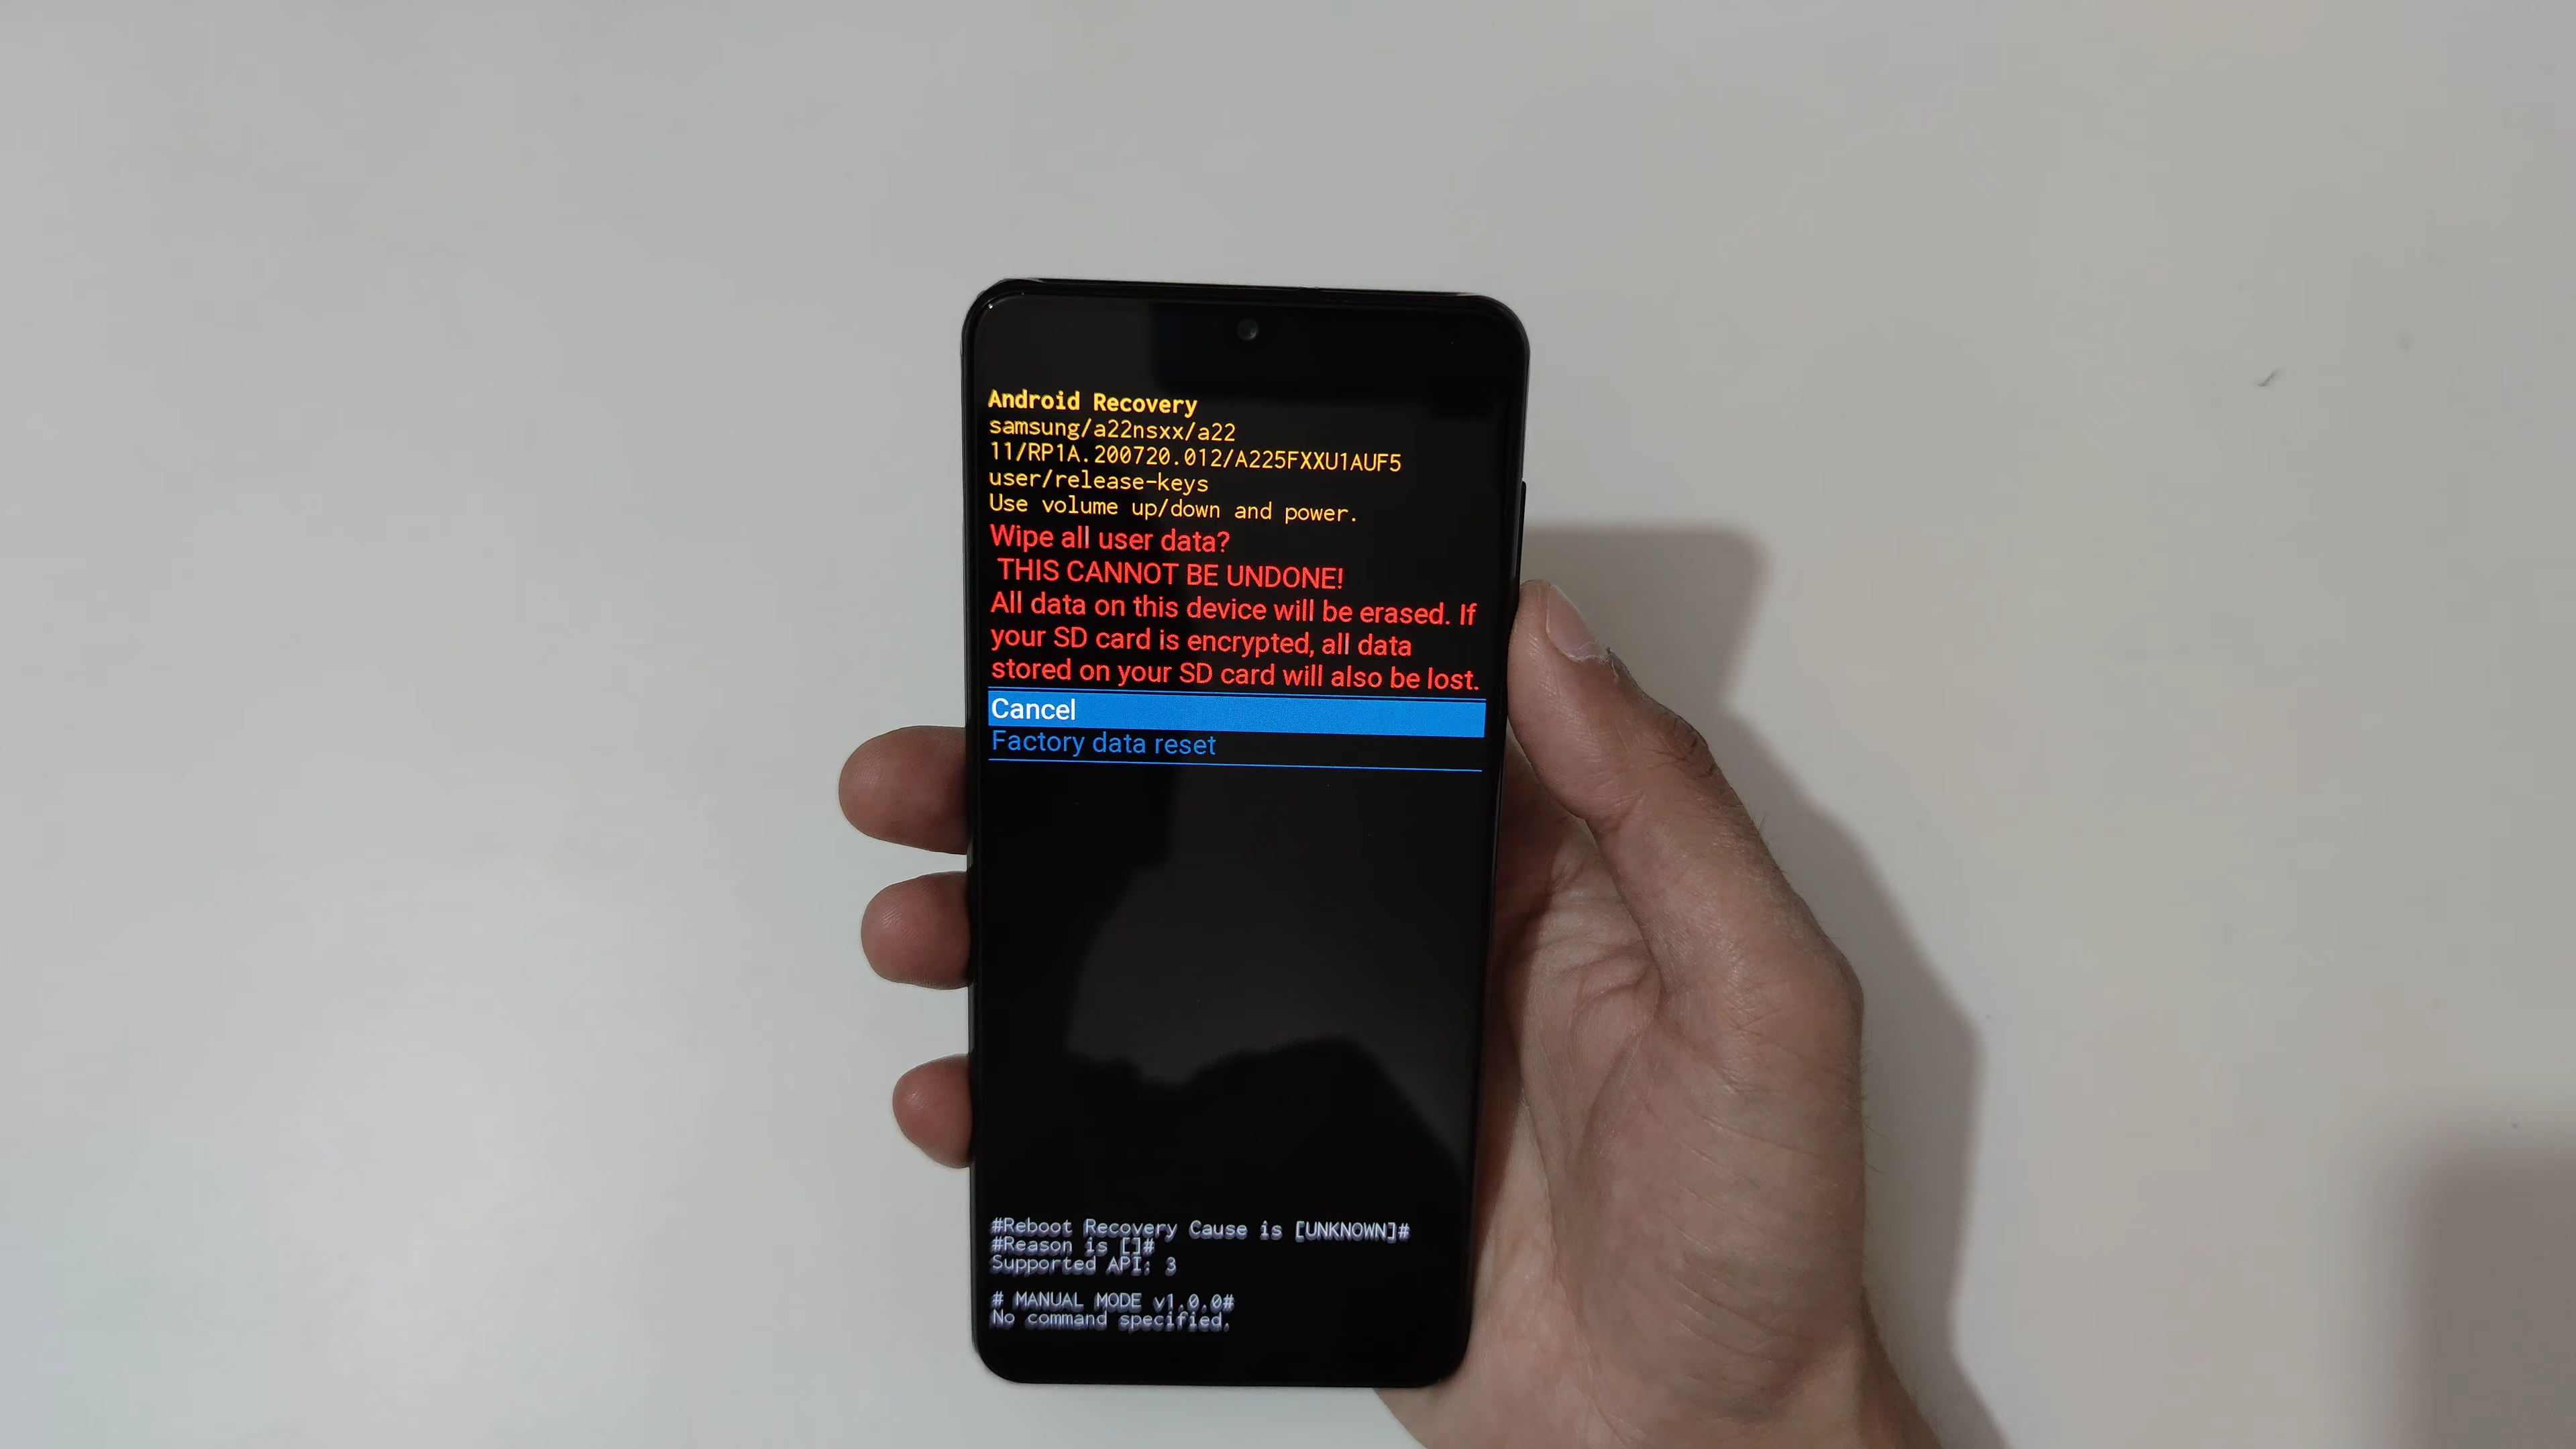 Android Recovery
samsung/a22nsxx/a22
11/RP1A.200720.012/A225FXXU1AUF5
user/release-keys
Use volume up/down and power.
Wipe all user data?
THIS CANNOT BE UNDONE!
All data on this device will be erased. If
your SD card is encrypted, all data
stored on your SD card will also be lost.
Cancel
Factory data reset
#Reboot Recovery Cause is [UNKNOWN]#
#Reason is []#
Supported API: 3
# MANUAL MODE v1.0.0#
No command specified.